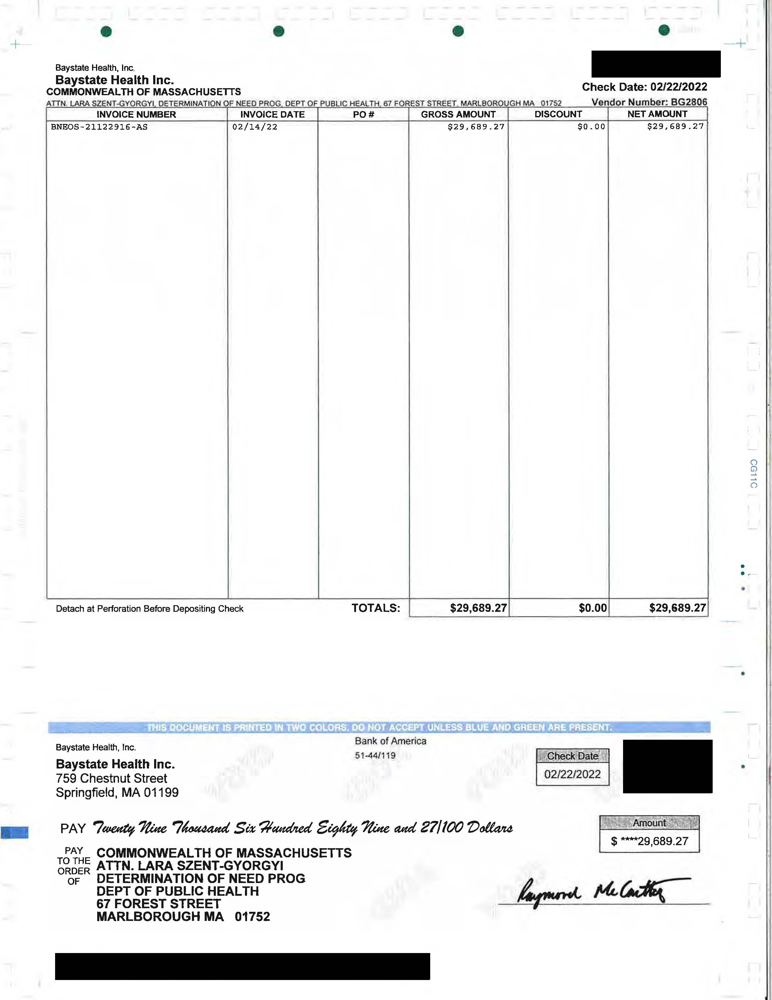 Baystate Health, Inc.
Baystate Health Inc.
COMMONWEALTH OF MASSACHUSETTS
Check Date: 02/22/2022
ATTN. LARA SZENT-GYORGYI, DETERMINATION OF NEED PROG, DEPT OF PUBLIC HEALTH, 67 FOREST STREET, MARLBOROUGH MA 01752 Vendor Number: BG2806
INVOICE NUMBER INVOICE DATE PO # GROSS AMOUNT DISCOUNT NET AMOUNT
BNEOS-21122916-AS 02/14/22 $29,689.27 $0.00 $29,689.27
CG11C
Detach at Perforation Before Depositing Check TOTALS: $29,689.27 $0.00 $29,689.27
THIS DOCUMENT IS PRINTED IN TWO COLORS. DO NOT ACCEPT UNLESS BLUE AND GREEN ARE PRESENT.
Baystate Health, Inc.
Baystate Health Inc.
759 Chestnut Street
Springfield, MA 01199
Bank of America
51-44/119
Check Date
02/22/2022
PAY Twenty Nine Thousand Six Hundred Eighty Nine and 27/100 Dollars
Amount
$ ****29,689.27
PAY
TO THE
ORDER
OF
COMMONWEALTH OF MASSACHUSETTS
ATTN. LARA SZENT-GYORGYI
DETERMINATION OF NEED PROG
DEPT OF PUBLIC HEALTH
67 FOREST STREET
MARLBOROUGH MA 01752
Raymond McCarthy